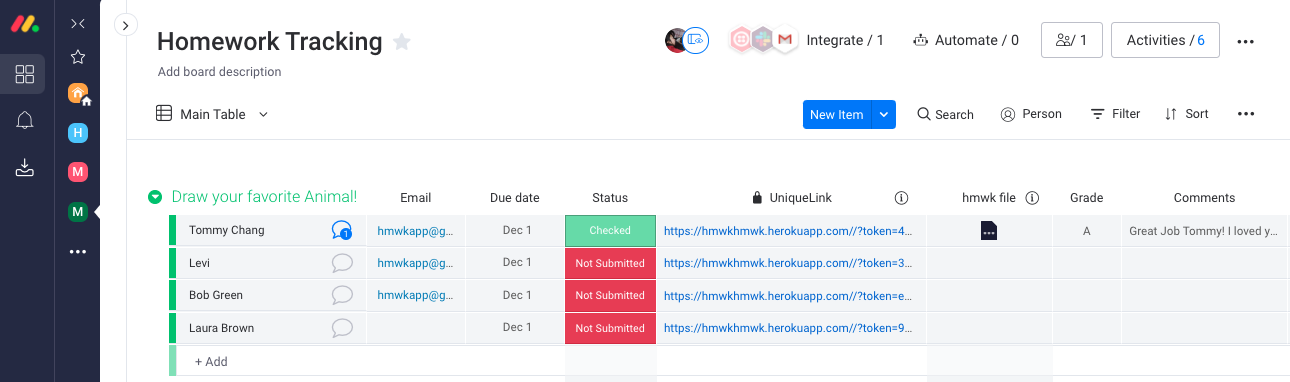 Homework Tracking
Integrate / 1
Automate / 0
/ 1
Activities / 6
Add board description
Main Table
New Item
Search
Person
Filter
Sort
H
M
M
Draw your favorite Animal!
Email
Due date
Status
UniqueLink
hmwk file
Grade
Comments
Tommy Chang 1 hmwkapp@g... Dec 1 Checked https://hmwkhmwk.herokuapp.com//?token=4... A Great Job Tommy! I loved y...
Levi hmwkapp@g... Dec 1 Not Submitted https://hmwkhmwk.herokuapp.com//?token=3...
Bob Green hmwkapp@g... Dec 1 Not Submitted https://hmwkhmwk.herokuapp.com//?token=e...
Laura Brown Dec 1 Not Submitted https://hmwkhmwk.herokuapp.com//?token=9...
+ Add